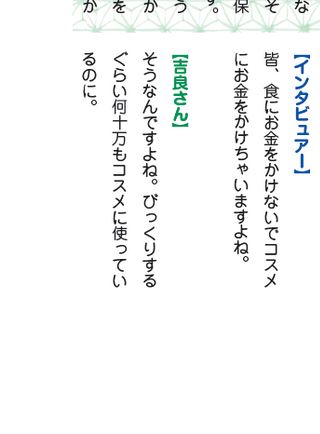 な
そ
保
す。
う
か
を
か
【インタビュアー】
皆、食にお金をかけないでコスメ
にお金をかけちゃいますよね。
【吉良さん】
そうなんですよね。びっくりする
ぐらい何十万もコスメに使ってい
るのに。